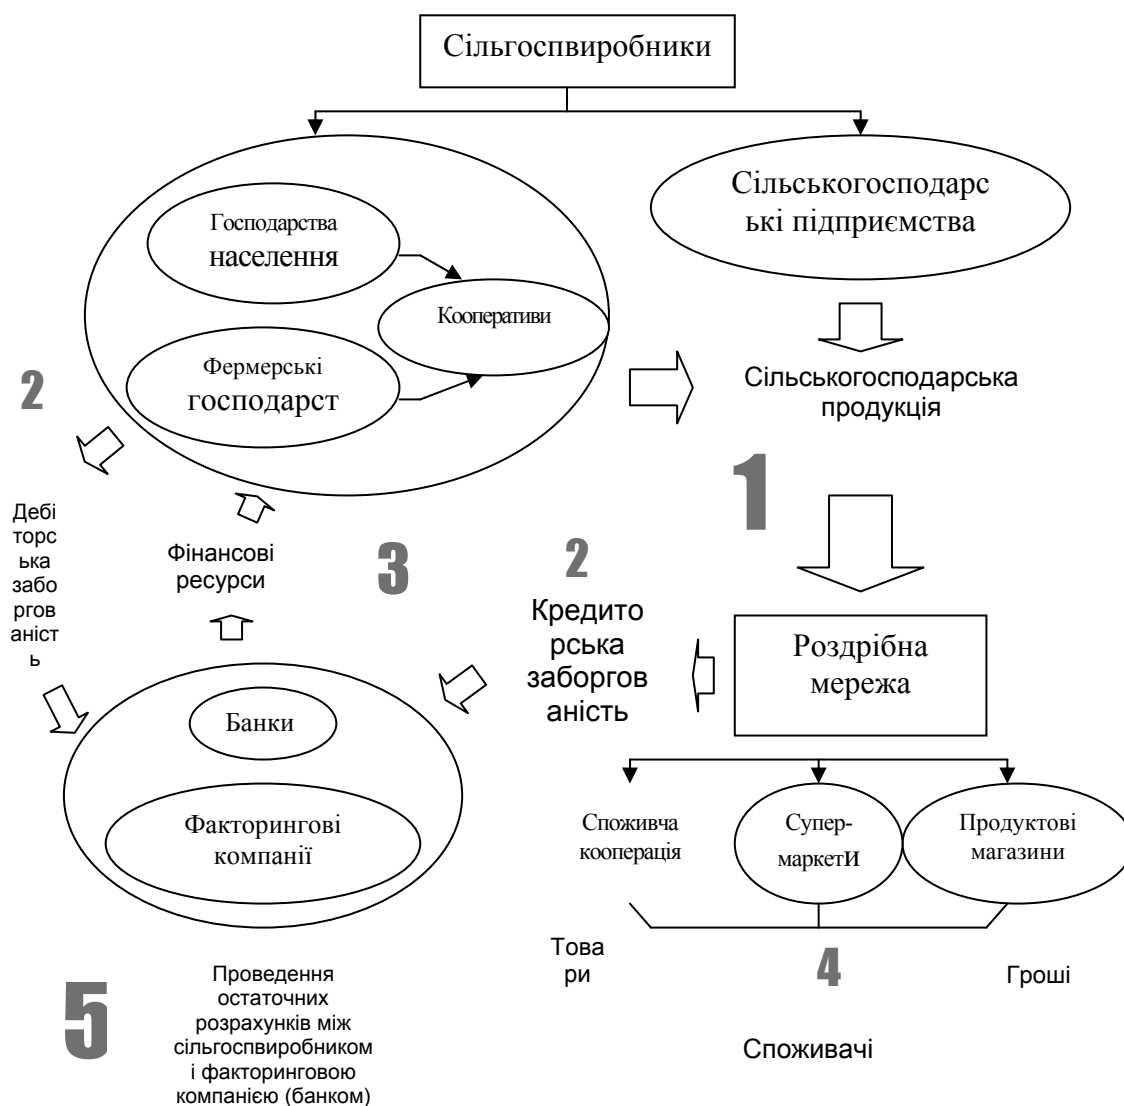 Сільгоспвиробники
Господарства
населення
Кооперативи
Фермерські
господарст
Сільськогосподарс
ькі підприємства
Сільськогосподарська
продукція
1
2
Дебі
торс
ька
забо
ргов
аніст
ь
Фінансові
ресурси
3
2
Кредито
рська
заборгов
аність
Роздрібна
мережа
Банки
Факторингові
компанії
Споживча
кооперація
Супер-
маркети
Продуктові
магазини
Това
ри
4
Гроші
Споживачі
5
Проведення
остаточних
розрахунків між
сільгоспвиробником
і факторинговою
компанією (банком)